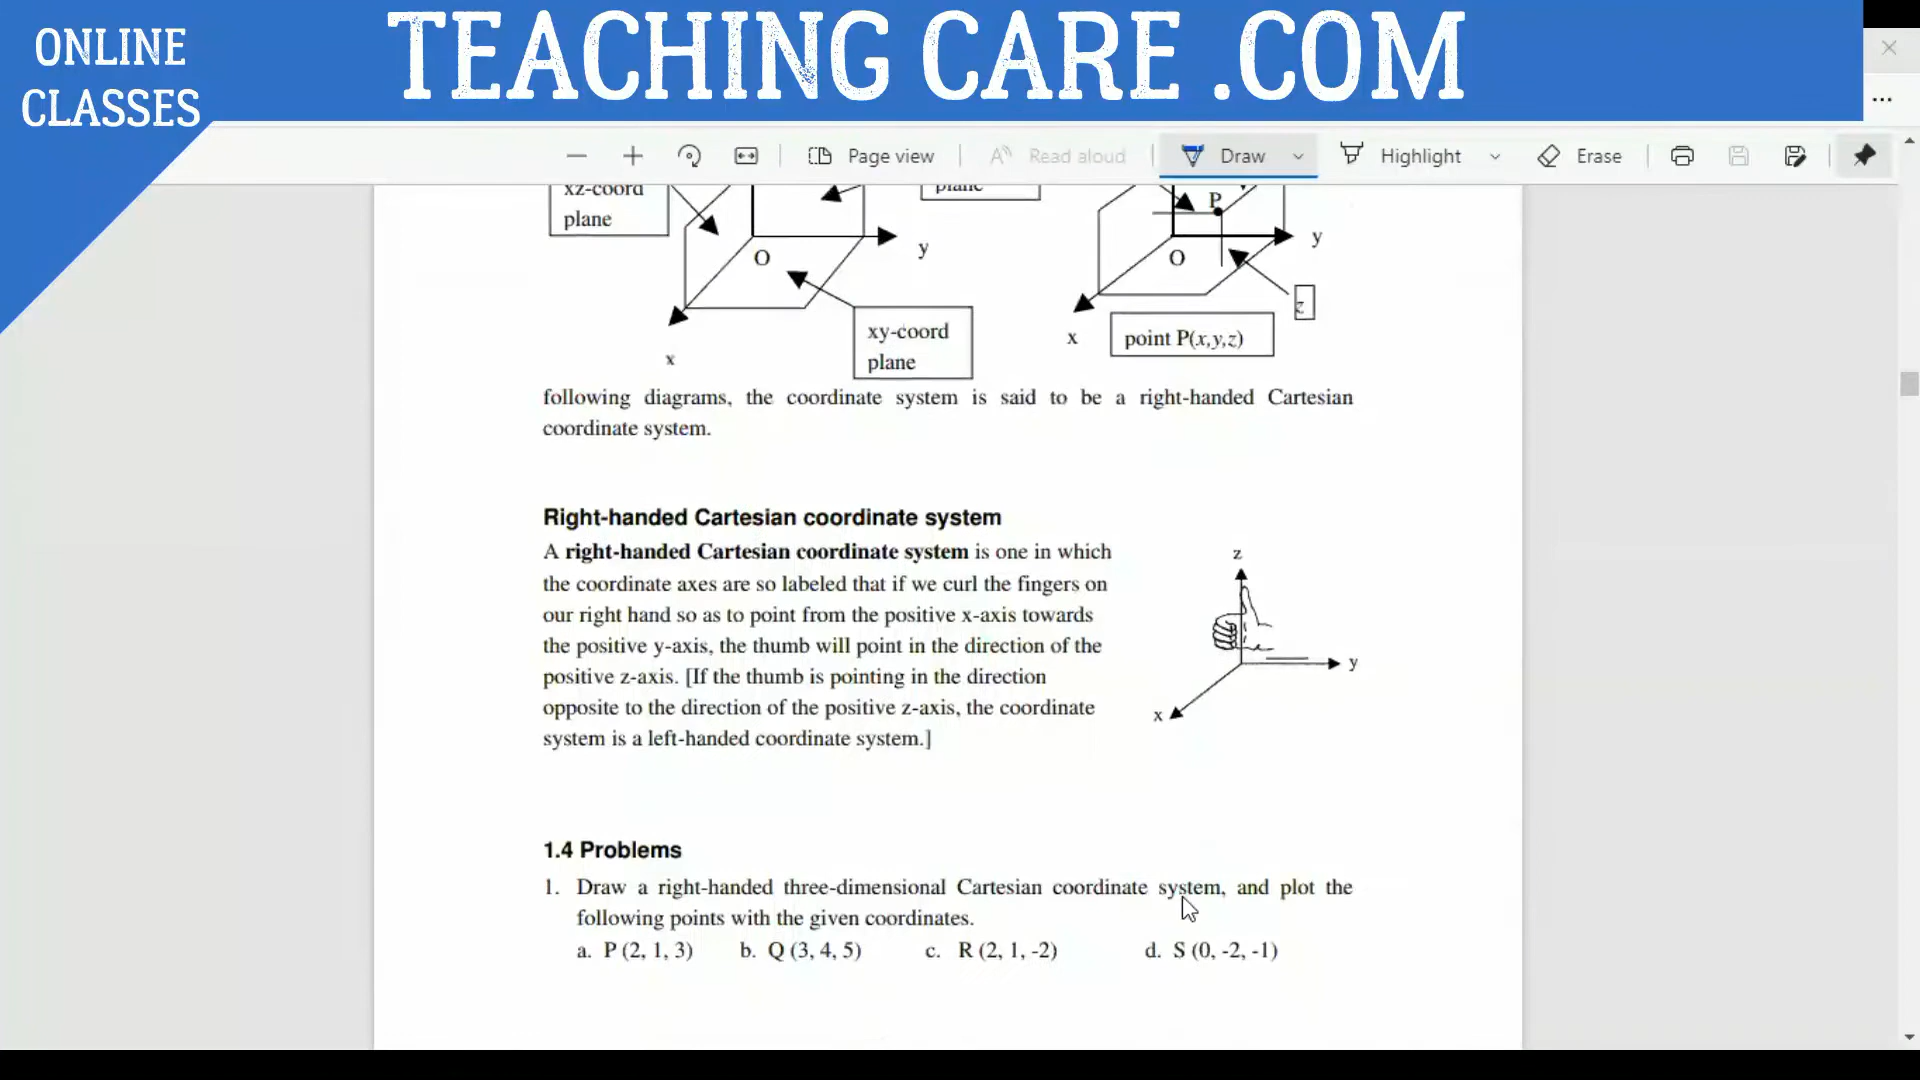 ONLINE
CLASSES
TEACHING CARE .COM
Page view
Read aloud
Draw
Highlight
Erase
xz-coord
plane
plane
O
y
x
xy-coord
plane
P
O
y
x
z
point P(x,y,z)
following diagrams, the coordinate system is said to be a right-handed Cartesian
coordinate system.
Right-handed Cartesian coordinate system
A right-handed Cartesian coordinate system is one in which
the coordinate axes are so labeled that if we curl the fingers on
our right hand so as to point from the positive x-axis towards
the positive y-axis, the thumb will point in the direction of the
positive z-axis. [If the thumb is pointing in the direction
opposite to the direction of the positive z-axis, the coordinate
system is a left-handed coordinate system.]
z
y
x
1.4 Problems
1. Draw a right-handed three-dimensional Cartesian coordinate system, and plot the
following points with the given coordinates.
a. P (2, 1, 3) b. Q (3, 4, 5) c. R (2, 1, -2) d. S (0, -2, -1)